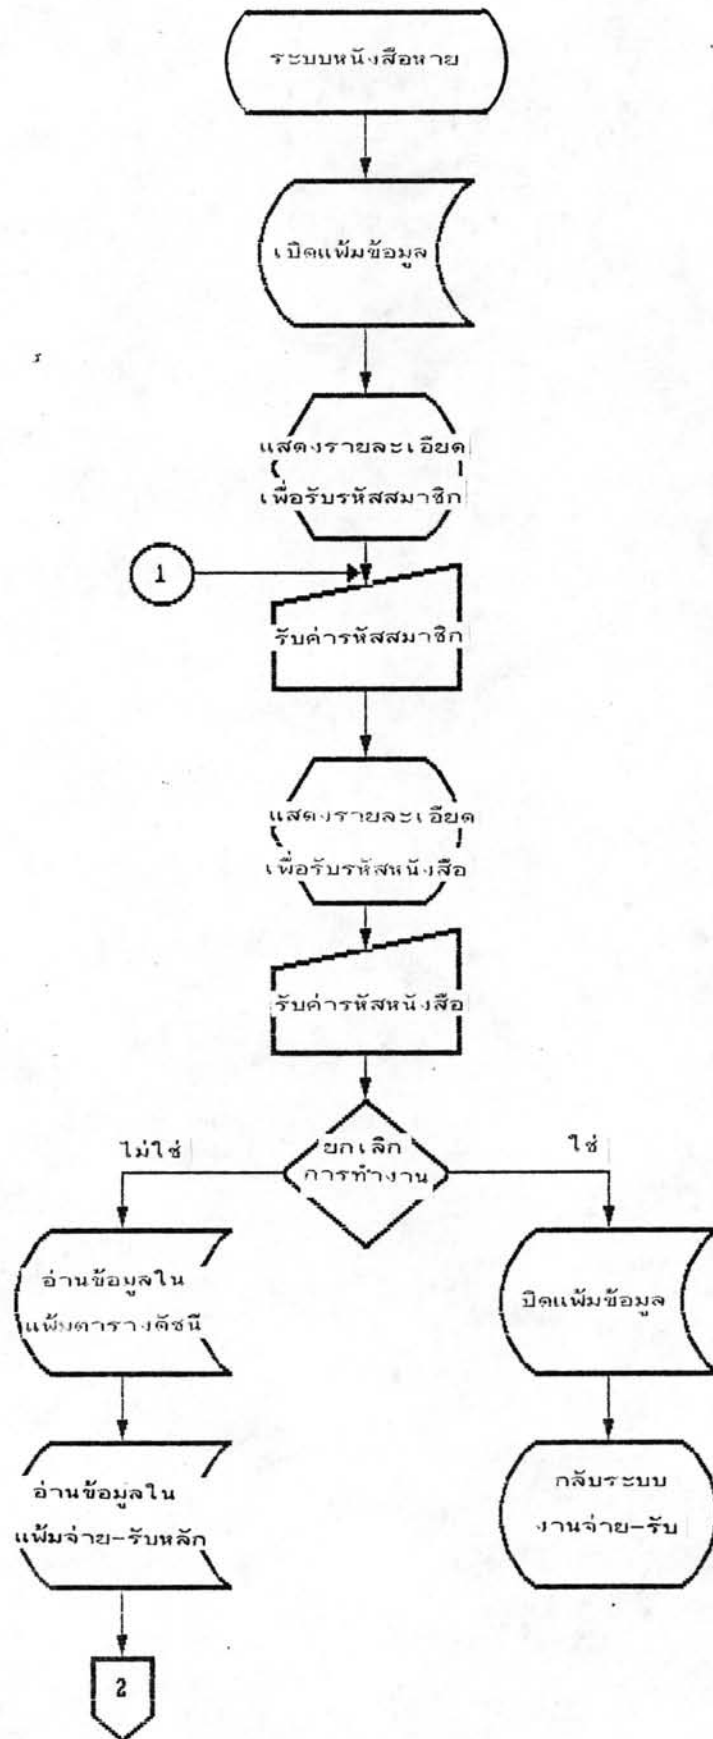 ระบบหนังสือหาย
เปิดแฟ้มข้อมูล
แสดงรายละเอียด
เพื่อรับรหัสสมาชิก
1
รับค่ารหัสสมาชิก
แสดงรายละเอียด
เพื่อรับรหัสหนังสือ
รับค่ารหัสหนังสือ
ยกเลิก
การทำงาน
ไม่ใช่
ใช่
อ่านข้อมูลใน
แฟ้มตารางดัชนี
ปิดแฟ้มข้อมูล
อ่านข้อมูลใน
แฟ้มจ่าย-รับหลัก
กลับระบบ
งานจ่าย-รับ
2